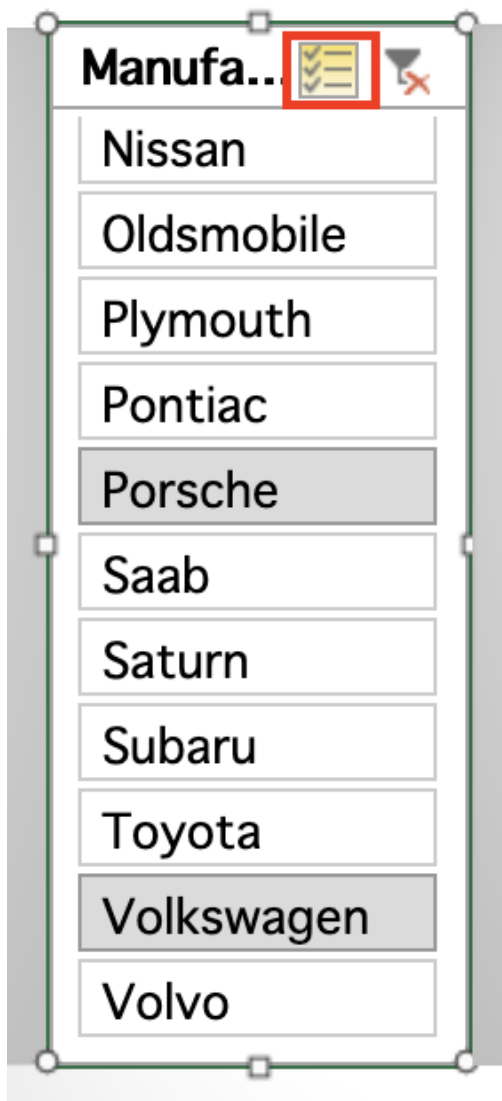 Manufa...
Nissan
Oldsmobile
Plymouth
Pontiac
Porsche
Saab
Saturn
Subaru
Toyota
Volkswagen
Volvo